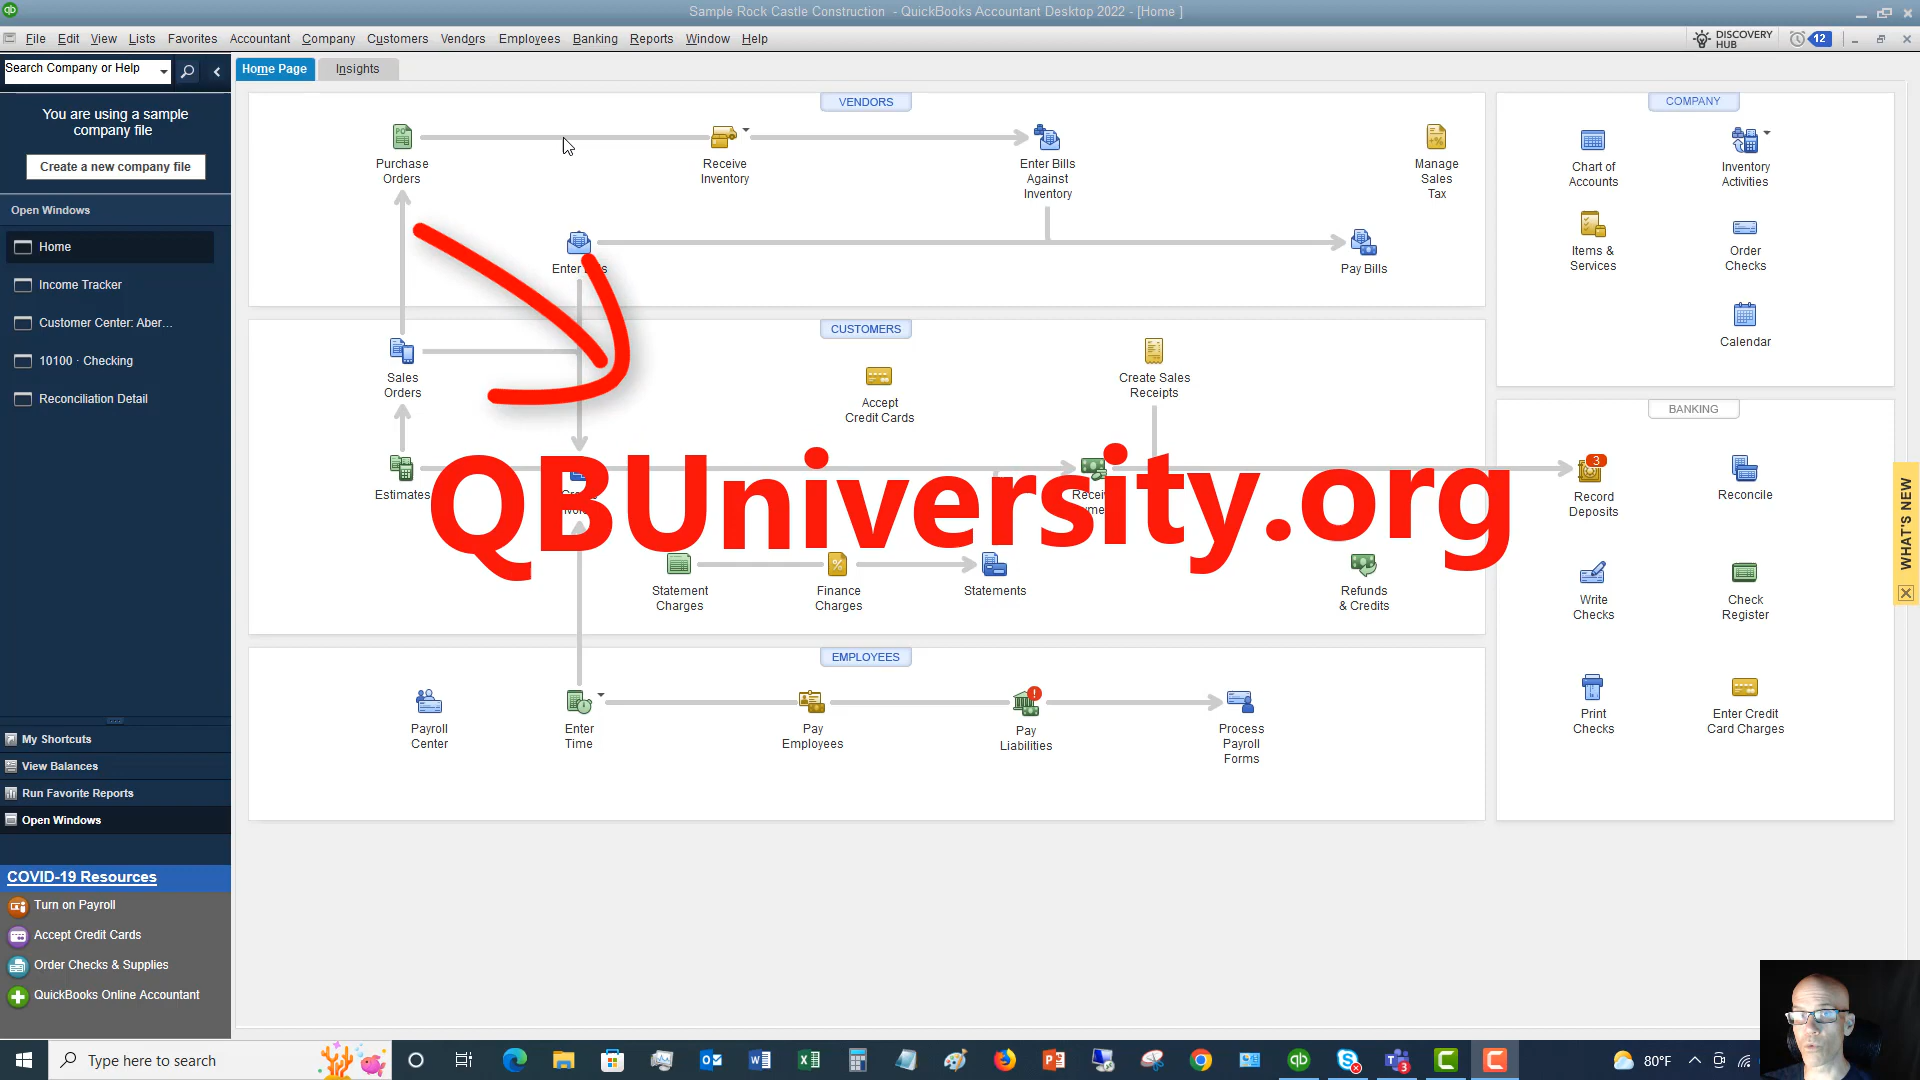 Sample Rock Castle Construction - QuickBooks Accountant Desktop 2022 - [Home ]
File Edit View Lists Favorites Accountant Company Customers Vendors Employees Banking Reports Window Help
DISCOVERY
HUB
12
Search Company or Help
Home Page
Insights
You are using a sample
company file
Create a new company file
Open Windows
Home
Income Tracker
Customer Center: Aber...
10100 · Checking
Reconciliation Detail
My Shortcuts
View Balances
Run Favorite Reports
Open Windows
COVID-19 Resources
Turn on Payroll
Accept Credit Cards
Order Checks & Supplies
QuickBooks Online Accountant
VENDORS
Purchase
Orders
Receive
Inventory
Enter Bills
Against
Inventory
Manage
Sales
Tax
Enter
Pay Bills
CUSTOMERS
Sales
Orders
Accept
Credit Cards
Create Sales
Receipts
Estimates
QBUniversity.org
Statement
Charges
Finance
Charges
Statements
Refunds
& Credits
EMPLOYEES
Payroll
Center
Enter
Time
Pay
Employees
Pay
Liabilities
Process
Payroll
Forms
COMPANY
Chart of
Accounts
Inventory
Activities
Items &
Services
Order
Checks
Calendar
BANKING
3
Record
Deposits
Reconcile
Write
Checks
Check
Register
Print
Checks
Enter Credit
Card Charges
WHAT'S NEW
Type here to search
3
80°F